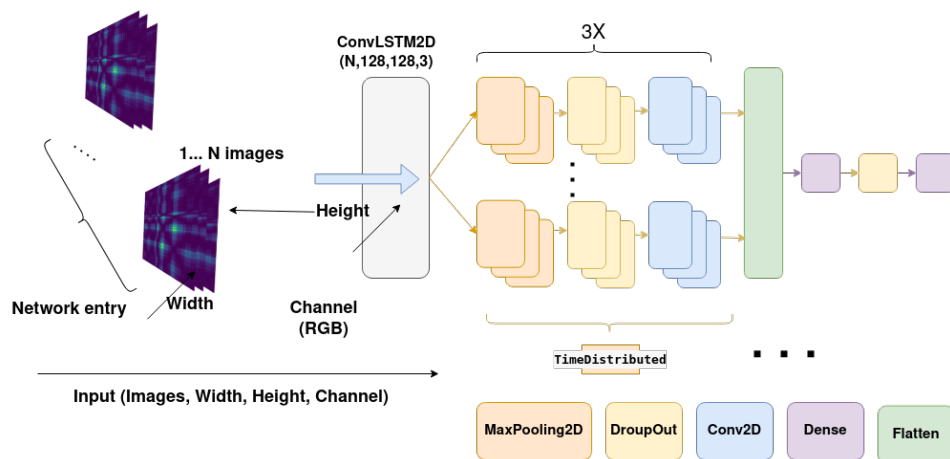 3X
ConvLSTM2D
(N,128,128,3)
1... N images
Height
Network entry
Width
Channel
(RGB)
TimeDistributed
Input (Images, Width, Height, Channel)
MaxPooling2D
DroupOut
Conv2D
Dense
Flatten